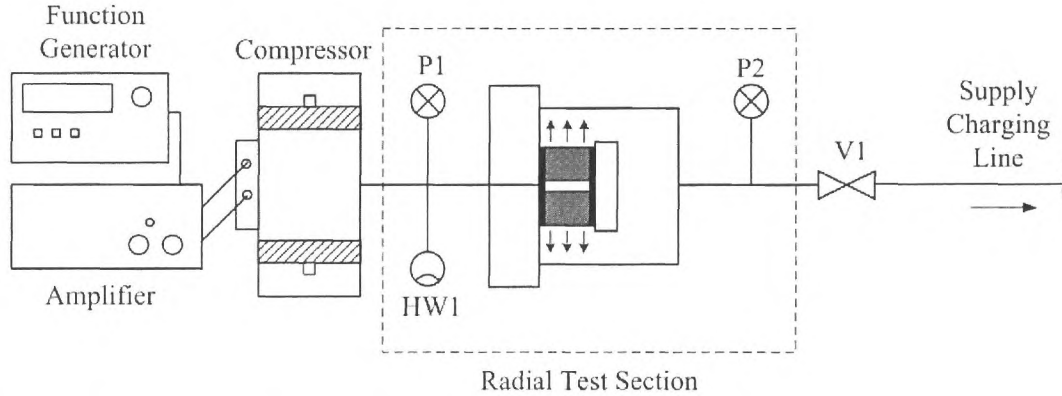 Function
Generator
Compressor
P1
P2
Supply
Charging
Line
V1
HW1
Amplifier
Radial Test Section